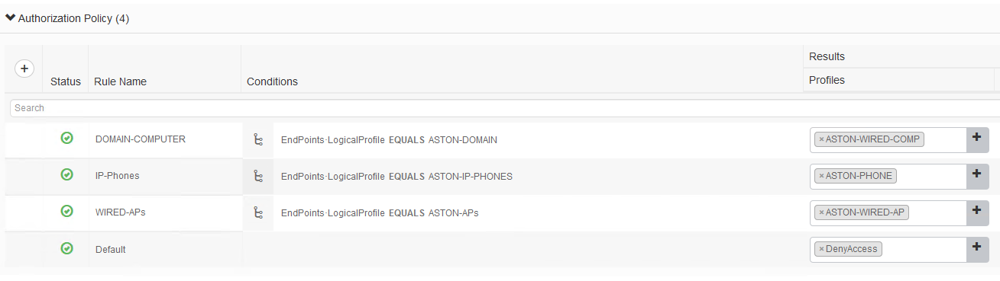 Authorization Policy (4)
+
Status Rule Name Conditions Results
Profiles
Search
DOMAIN-COMPUTER EndPoints·LogicalProfile EQUALS ASTON-DOMAIN ×ASTON-WIRED-COMP +
IP-Phones EndPoints·LogicalProfile EQUALS ASTON-IP-PHONES ×ASTON-PHONE +
WIRED-APs EndPoints·LogicalProfile EQUALS ASTON-APs ×ASTON-WIRED-AP +
Default ×DenyAccess +